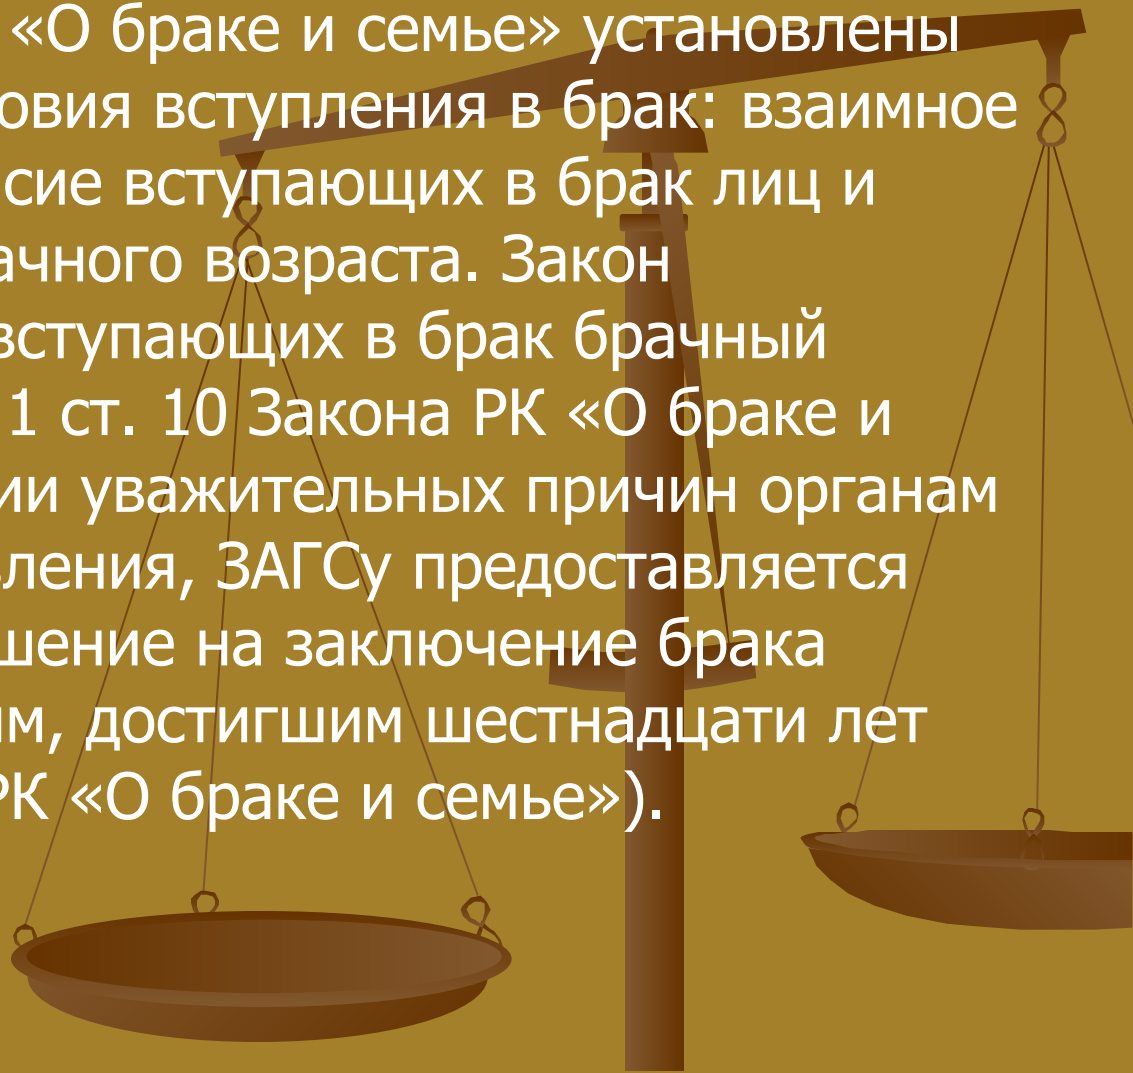 «О браке и семье» установлены
овия вступления в брак: взаимное
сие вступающих в брак лиц и
ачного возраста. Закон
вступающих в брак брачный
1 ст. 10 Закона РК «О браке и
ии уважительных причин органам
вления, ЗАГСу предоставляется
шение на заключение брака
ым, достигшим шестнадцати лет
РК «О браке и семье»).